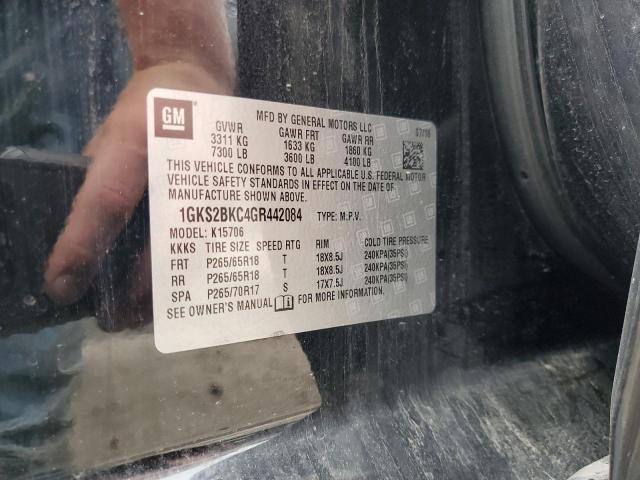 GM
MFD BY GENERAL MOTORS LLC 07/16
GVWR GAWR FRT GAWR RR
3311 KG 1633 KG 1860 KG
7300 LB 3600 LB 4100 LB
THIS VEHICLE CONFORMS TO ALL APPLICABLE U.S. FEDERAL MOTOR
VEHICLE SAFETY STANDARDS IN EFFECT ON THE DATE OF
MANUFACTURE SHOWN ABOVE.
1GKS2BKC4GR442084 TYPE: M.P.V.
MODEL: K15706
KKKS TIRE SIZE SPEED RTG RIM COLD TIRE PRESSURE
FRT P265/65R18 T 18X8.5J 240KPA(35PSI)
RR P265/65R18 T 18X8.5J 240KPA(35PSI)
SPA P265/70R17 S 17X7.5J 240KPA(35PSI)
SEE OWNER'S MANUAL FOR MORE INFORMATION.